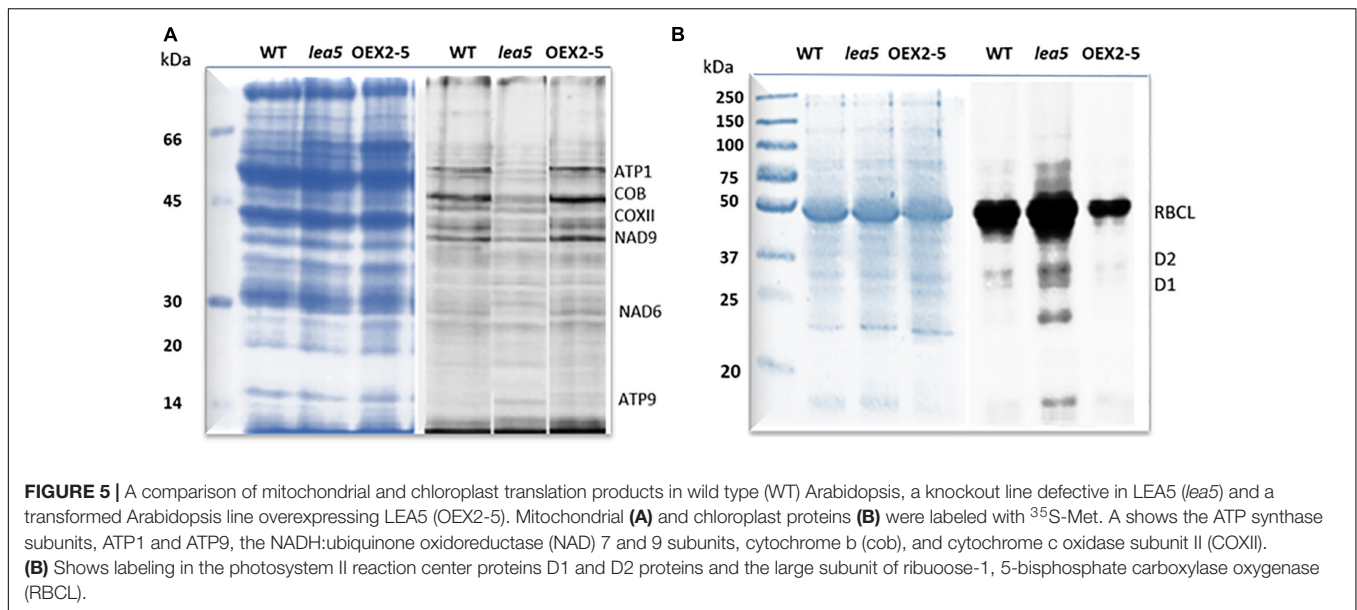 A
B
WT lea5 OEX2-5 WT lea5 OEX2-5
kDa
66
45
30
20
14
ATP1
COB
COXII
NAD9
NAD6
ATP9
WT lea5 OEX2-5 WT lea5 OEX2-5
kDa
250
150
100
75
50
37
25
20
RBCL
D2
D1
FIGURE 5 | A comparison of mitochondrial and chloroplast translation products in wild type (WT) Arabidopsis, a knockout line defective in LEA5 (lea5) and a
transformed Arabidopsis line overexpressing LEA5 (OEX2-5). Mitochondrial (A) and chloroplast proteins (B) were labeled with ³⁵S-Met. A shows the ATP synthase
subunits, ATP1 and ATP9, the NADH:ubiquinone oxidoreductase (NAD) 7 and 9 subunits, cytochrome b (cob), and cytochrome c oxidase subunit II (COXII).
(B) Shows labeling in the photosystem II reaction center proteins D1 and D2 proteins and the large subunit of ribuoose-1, 5-bisphosphate carboxylase oxygenase
(RBCL).